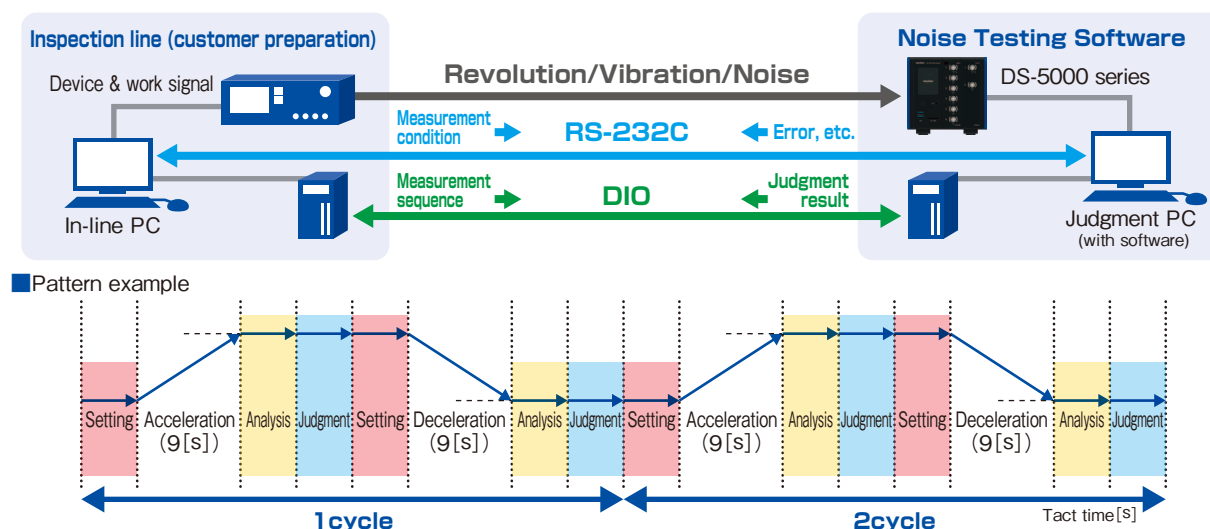 Inspection line (customer preparation)
Device & work signal
In-line PC
Revolution/Vibration/Noise
Measurement
condition
RS-232C
Error, etc.
Measurement
sequence
DIO
Judgment
result
Noise Testing Software
DS-5000 series
Judgment PC
(with software)
Pattern example
Setting
Acceleration
(9[s])
Analysis
Judgment
Setting
Deceleration
(9[s])
Analysis
Judgment
Setting
Acceleration
(9[s])
Analysis
Judgment
Setting
Deceleration
(9[s])
Analysis
Judgment
1cycle
2cycle
Tact time[s]